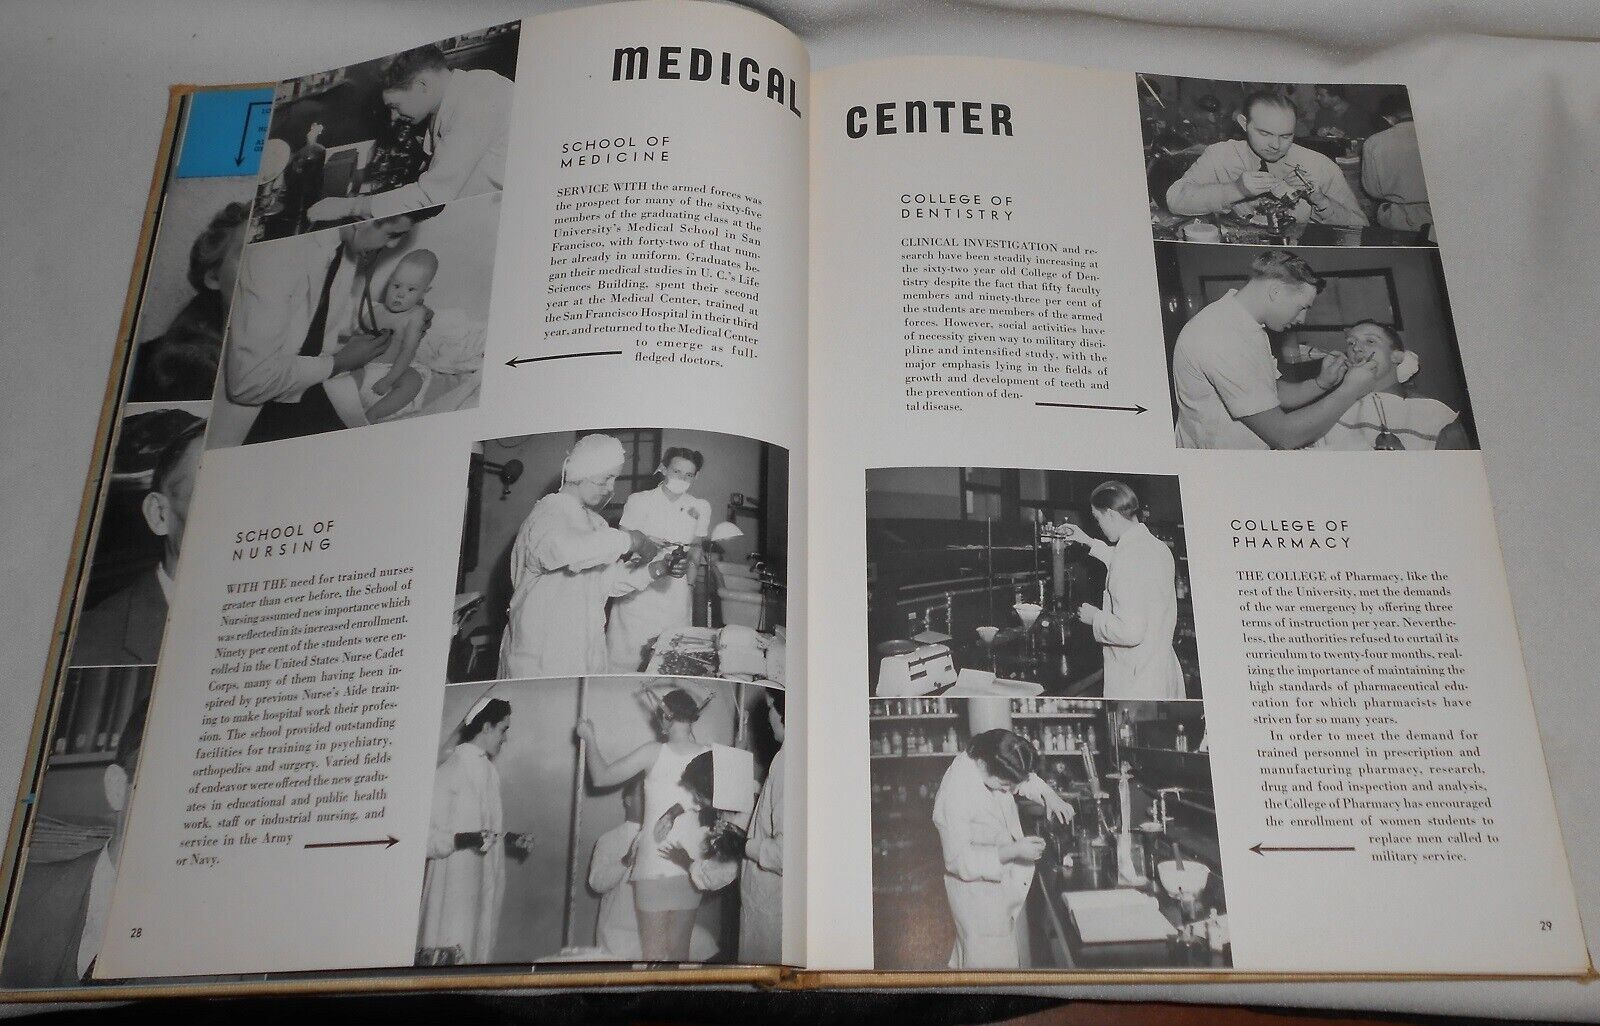 MEDICAL CENTER
SCHOOL OF
MEDICINE
SERVICE WITH the armed forces was
the prospect for many of the sixty-five
members of the graduating class at the
University's Medical School in San
Francisco, with forty-two of that num-
ber already in uniform. Graduates be-
gan their medical studies in U. C.'s Life
Sciences Building, spent their second
year at the Medical Center, trained at
the San Francisco Hospital in their third
year, and returned to the Medical Center
to emerge as full-
fledged doctors.
SCHOOL OF
NURSING
WITH THE need for trained nurses
greater than ever before, the School of
Nursing assumed new importance which
was reflected in its increased enrollment.
Ninety per cent of the students were en-
rolled in the United States Nurse Cadet
Corps, many of them having been in-
spired by previous Nurse's Aide train-
ing to make hospital work their profes-
sion. The school provided outstanding
facilities for training in psychiatry,
orthopedics and surgery. Varied fields
of endeavor were offered the new gradu-
ates in educational and public health
work, staff or industrial nursing, and
service in the Army
or Navy.
28
COLLEGE OF
DENTISTRY
CLINICAL INVESTIGATION and re-
search have been steadily increasing at
the sixty-two year old College of Den-
tistry despite the fact that fifty faculty
members and ninety-three per cent of
the students are members of the armed
forces. However, social activities have
of necessity given way to military disci-
pline and intensified study, with the
major emphasis lying in the fields of
growth and development of teeth and
the prevention of den-
tal disease.
COLLEGE OF
PHARMACY
THE COLLEGE of Pharmacy, like the
rest of the University, met the demands
of the war emergency by offering three
terms of instruction per year. Neverthe-
less, the authorities refused to curtail its
curriculum to twenty-four months, real-
izing the importance of maintaining the
high standards of pharmaceutical edu-
cation for which pharmacists have
striven for so many years.
In order to meet the demand for
trained personnel in prescription and
manufacturing pharmacy, research,
drug and food inspection and analysis,
the College of Pharmacy has encouraged
the enrollment of women students to
replace men called to
military service.
29